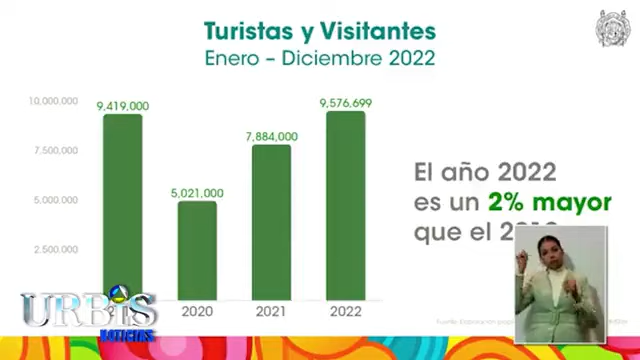 Turistas y Visitantes
Enero – Diciembre 2022
10,000.000
9,419,000
9,576,699
7,884,000
7,500.000
5,021,000
5,000.000
2,500.000
El año 2022
es un 2% mayor
que el
2020
2021
2022
URBIS
NOTICIAS